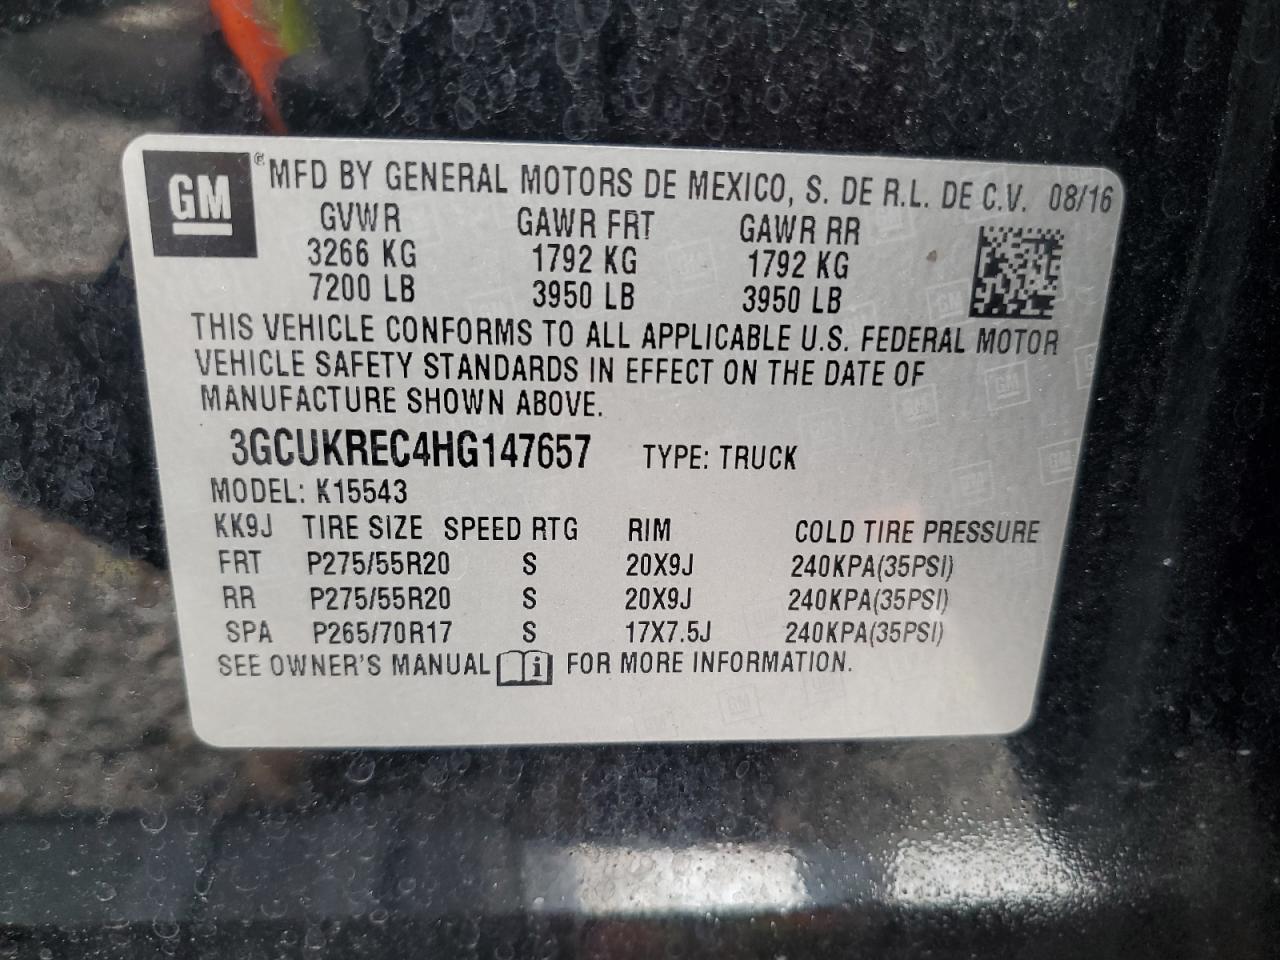 GM ® MFD BY GENERAL MOTORS DE MEXICO, S. DE R.L. DE C.V. 08/16
GVWR GAWR FRT GAWR RR
3266 KG 1792 KG 1792 KG
7200 LB 3950 LB 3950 LB
THIS VEHICLE CONFORMS TO ALL APPLICABLE U.S. FEDERAL MOTOR
VEHICLE SAFETY STANDARDS IN EFFECT ON THE DATE OF
MANUFACTURE SHOWN ABOVE.
3GCUKREC4HG147657 TYPE: TRUCK
MODEL: K15543
KK9J TIRE SIZE SPEED RTG RIM COLD TIRE PRESSURE
FRT P275/55R20 S 20X9J 240KPA(35PSI)
RR P275/55R20 S 20X9J 240KPA(35PSI)
SPA P265/70R17 S 17X7.5J 240KPA(35PSI)
SEE OWNER'S MANUAL i FOR MORE INFORMATION.